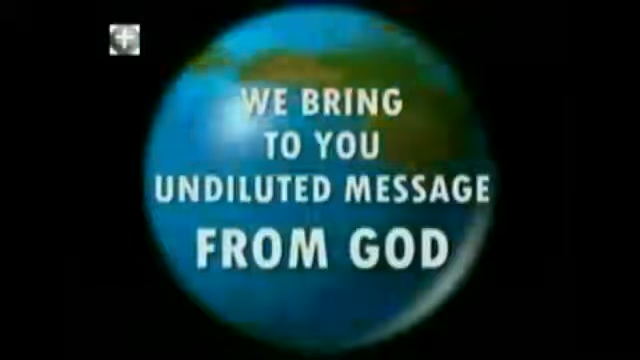 WE BRING
TO YOU
UNDILUTED MESSAGE
FROM GOD